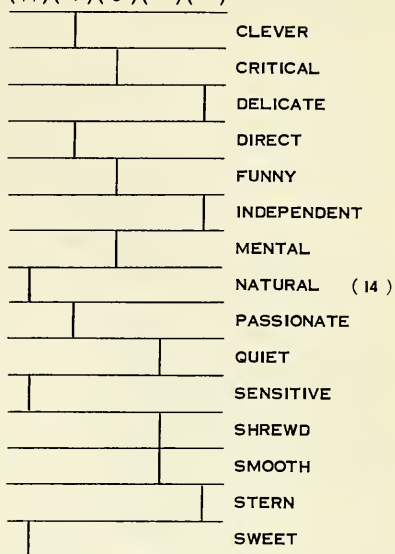 CLEVER
CRITICAL
DELICATE
DIRECT
FUNNY
INDEPENDENT
MENTAL
NATURAL (14)
PASSIONATE
QUIET
SENSITIVE
SHREWD
SMOOTH
STERN
SWEET